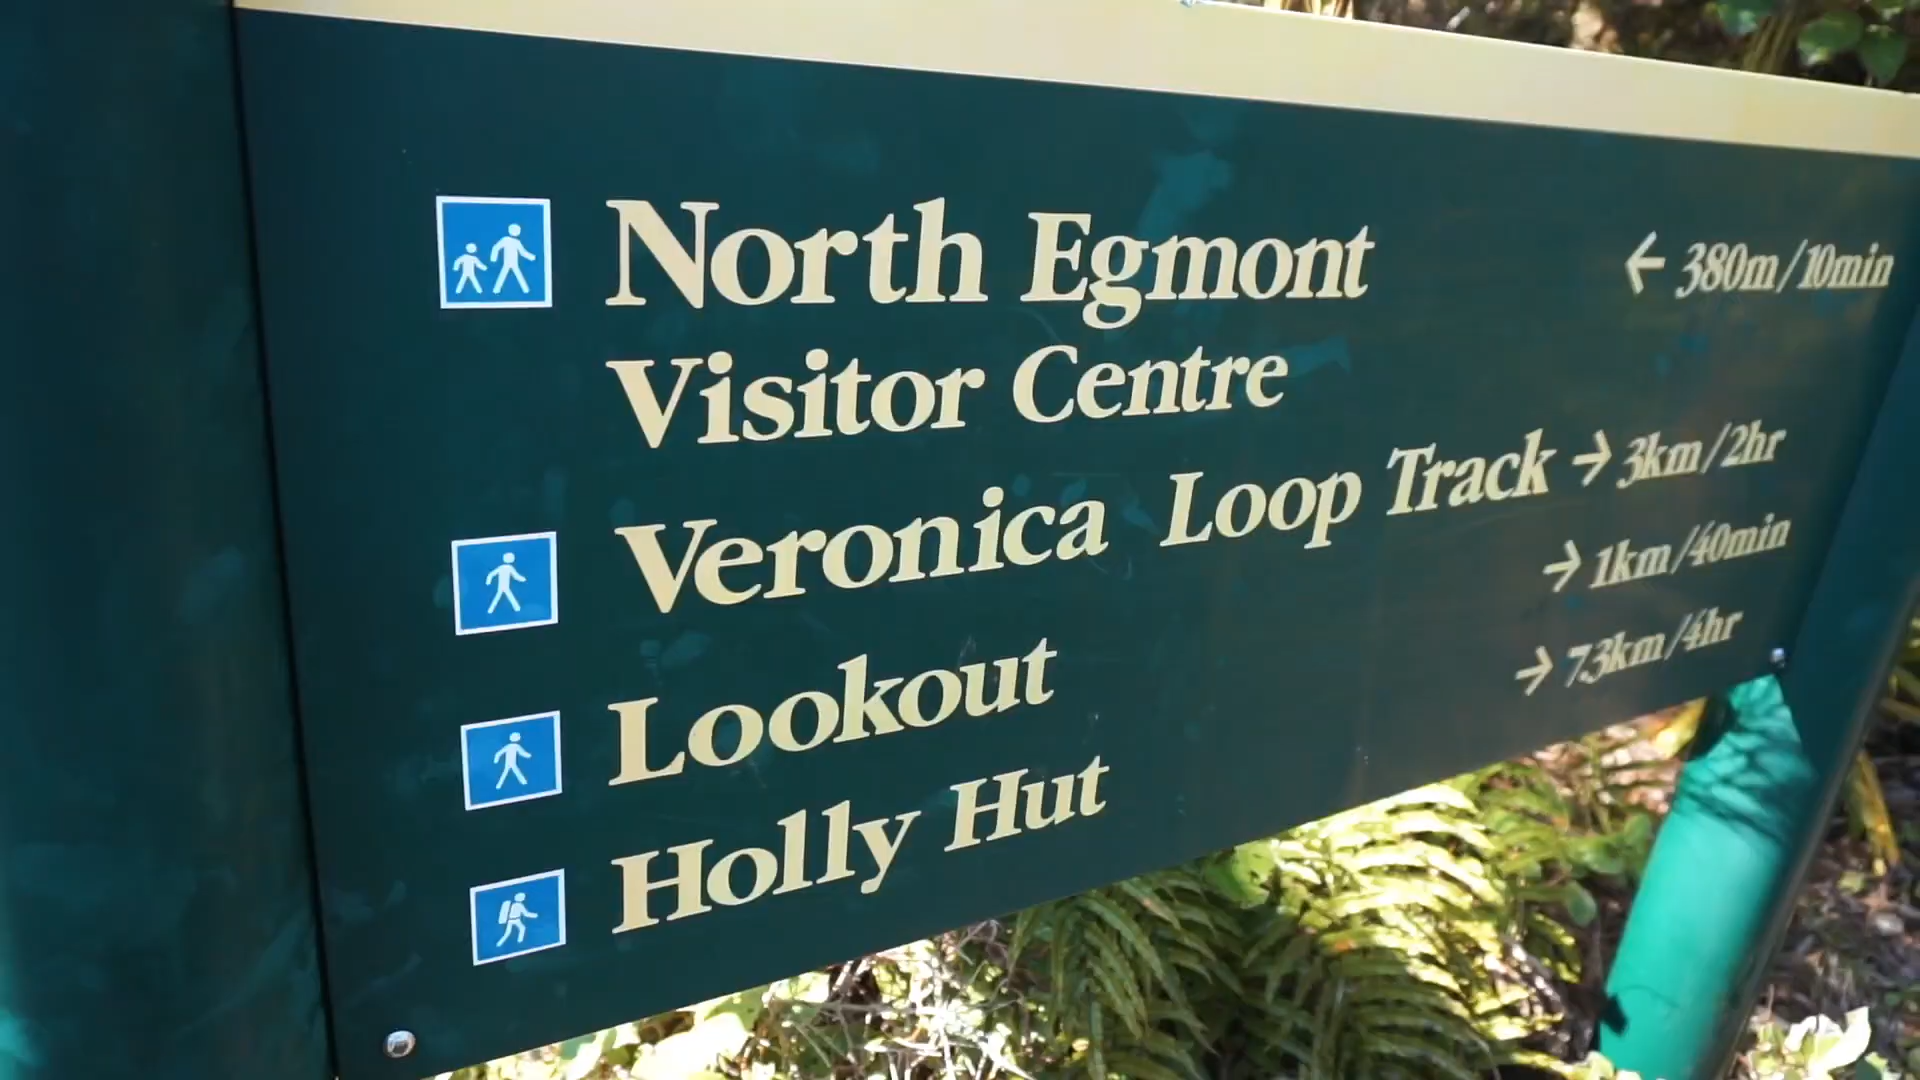 North Egmont ← 380m/10min
Visitor Centre
Veronica Loop Track → 3km/2hr
Lookout → 1km/40min
Holly Hut → 7.3km/4hr